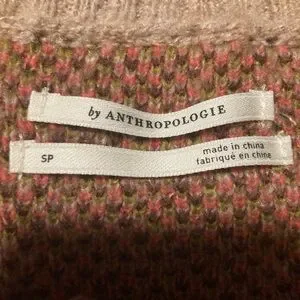 by ANTHROPOLOGIE
SP
made in china
fabriqué en chine